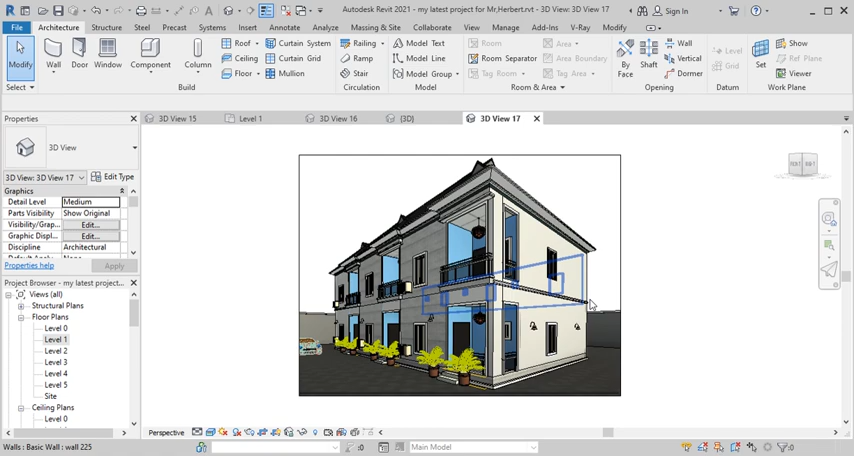 Autodesk Revit 2021 - my latest project for Mr,Herbert.rvt - 3D View: 3D View 17
Sign In
File Architecture Structure Steel Precast Systems Insert Annotate Analyze Massing & Site Collaborate View Manage Add-Ins V-Ray Modify
Modify Wall Door Window Component Column
Roof Curtain System Railing Model Text Room Area Wall Show
Ceiling Curtain Grid Ramp Model Line Room Separator Area Boundary Vertical Level Ref Plane
Floor Mullion Stair Model Group Tag Room Tag Area By Face Shaft Dormer Grid Set Viewer
Select Build Circulation Model Room & Area Opening Datum Work Plane
Properties
3D View 15 Level 1 3D View 16 {3D} 3D View 17
3D View
3D View: 3D View 17 Edit Type
Graphics
Detail Level Medium
Parts Visibility Show Original
Visibility/Grap... Edit...
Graphic Displ... Edit...
Discipline Architectural
Properties help Apply
Project Browser - my latest project...
Views (all)
Structural Plans
Floor Plans
Level 0
Level 1
Level 2
Level 3
Level 4
Level 5
Site
Ceiling Plans
Level 0
Perspective
Walls : Basic Wall : wall 225
:0 Main Model :0